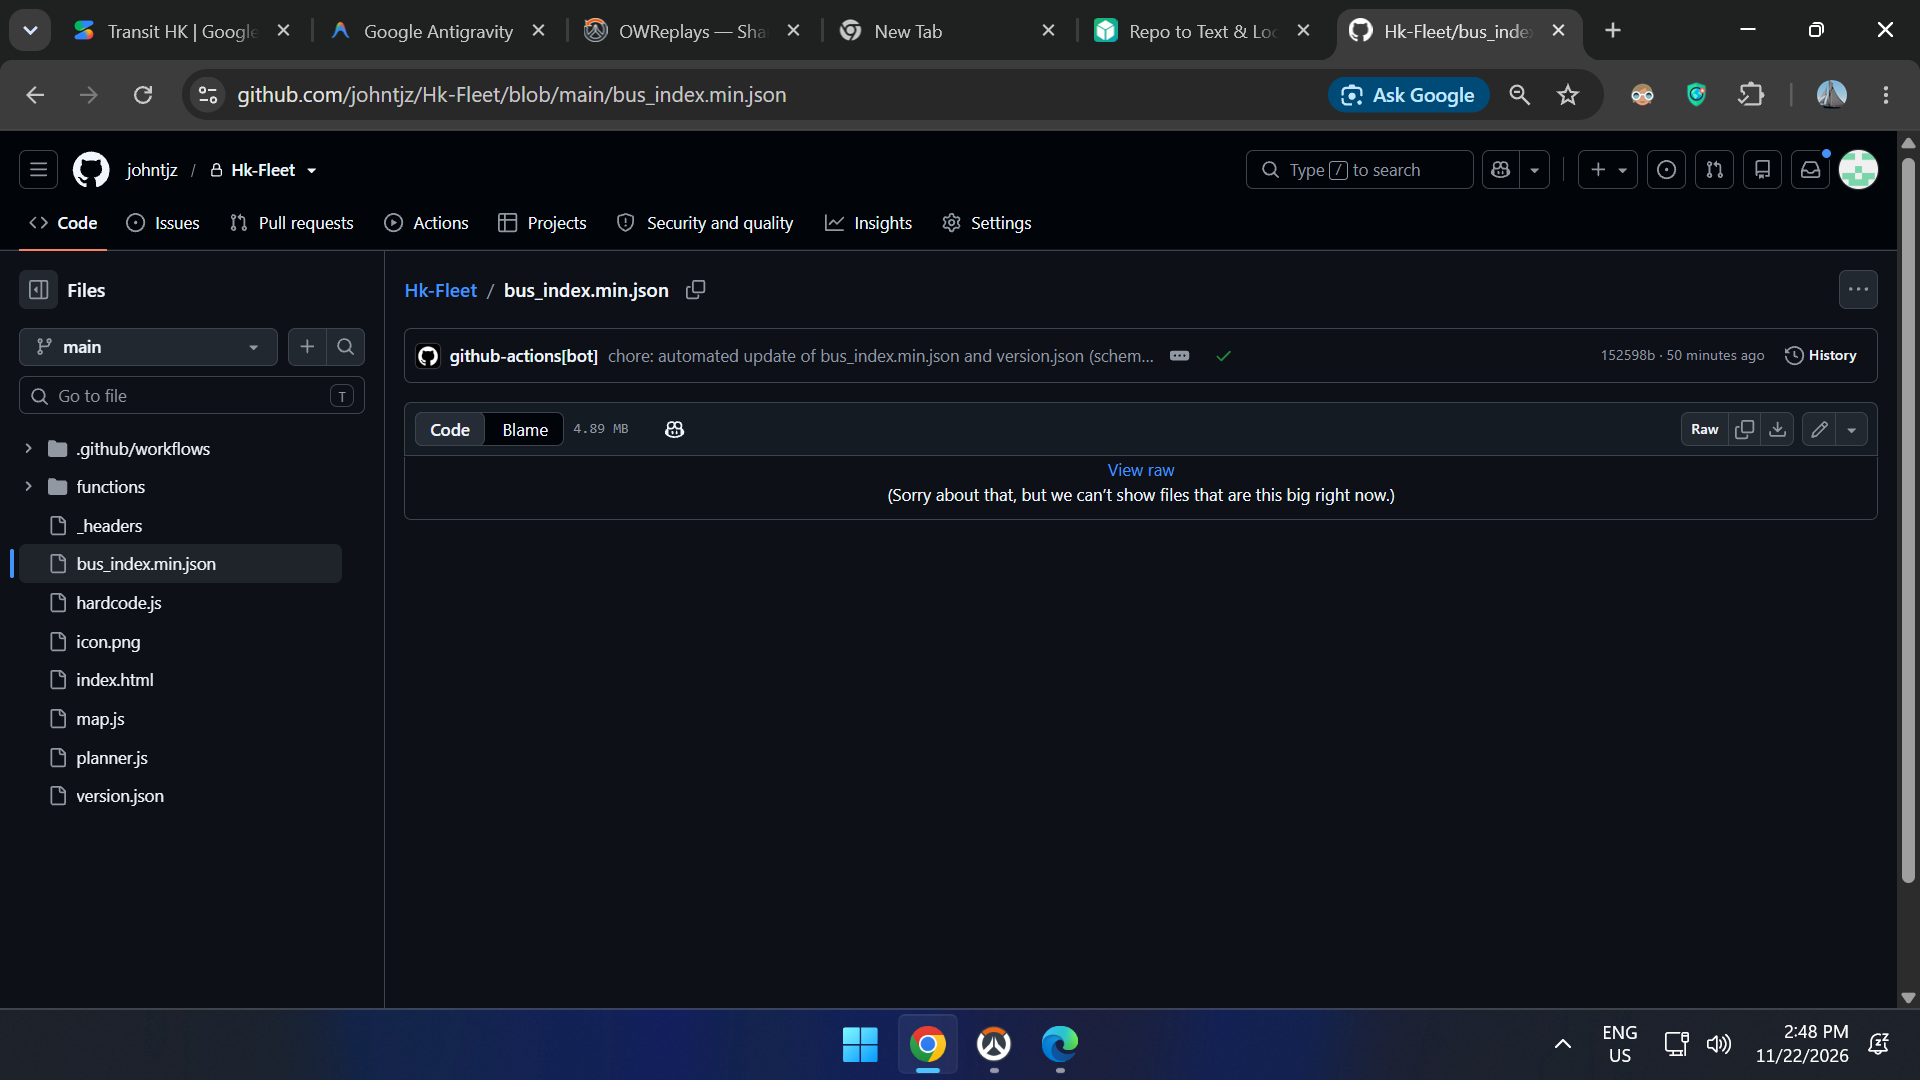 Transit HK | Google
Google Antigravity
OWReplays — Sha
New Tab
Repo to Text & Loc
Hk-Fleet/bus_inde
github.com/johntjz/Hk-Fleet/blob/main/bus_index.min.json
Ask Google
johntjz / Hk-Fleet
Type / to search
Code
Issues
Pull requests
Actions
Projects
Security and quality
Insights
Settings
Files
Hk-Fleet / bus_index.min.json
main
github-actions[bot] chore: automated update of bus_index.min.json and version.json (schem...
152598b · 50 minutes ago
History
Go to file
T
Code
Blame
4.89 MB
Raw
View raw
(Sorry about that, but we can’t show files that are this big right now.)
.github/workflows
functions
_headers
bus_index.min.json
hardcode.js
icon.png
index.html
map.js
planner.js
version.json
ENG
US
2:48 PM
11/22/2026